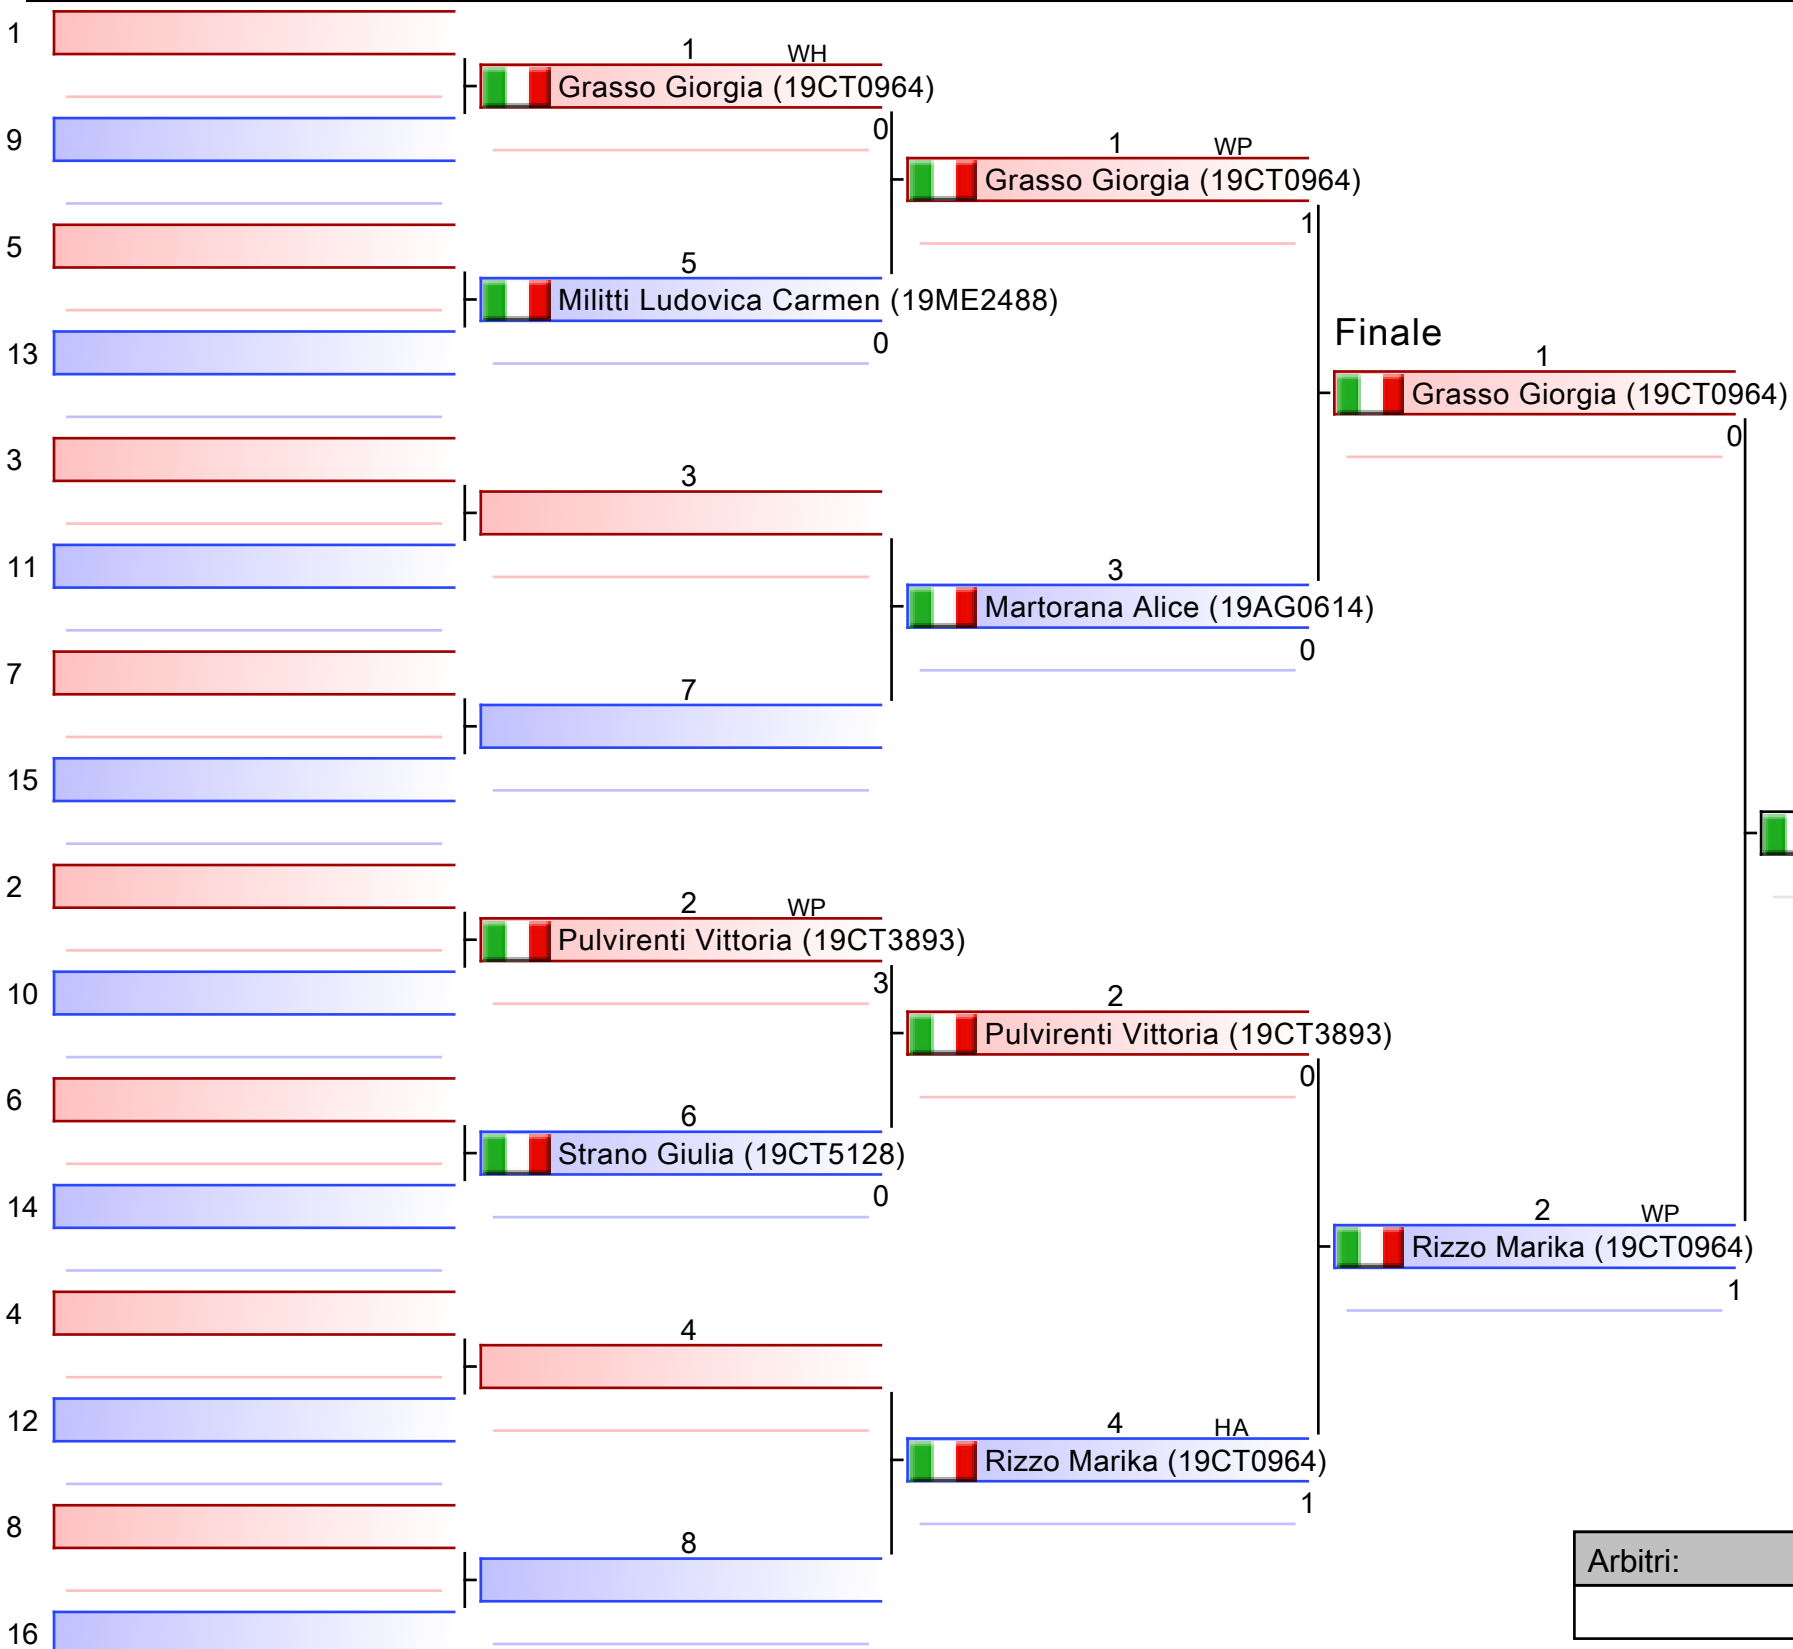 1
1 WH
Grasso Giorgia (19CT0964)
0
9
1 WP
Grasso Giorgia (19CT0964)
1
5
5
Militti Ludovica Carmen (19ME2488)
0
13
Finale
1
Grasso Giorgia (19CT0964)
0
3
3
11
3
Martorana Alice (19AG0614)
0
7
7
15
2
2 WP
Pulvirenti Vittoria (19CT3893)
3
10
2
Pulvirenti Vittoria (19CT3893)
0
6
6
Strano Giulia (19CT5128)
0
14
2 WP
Rizzo Marika (19CT0964)
1
4
4
12
4 HA
Rizzo Marika (19CT0964)
1
8
8
Arbitri:
16